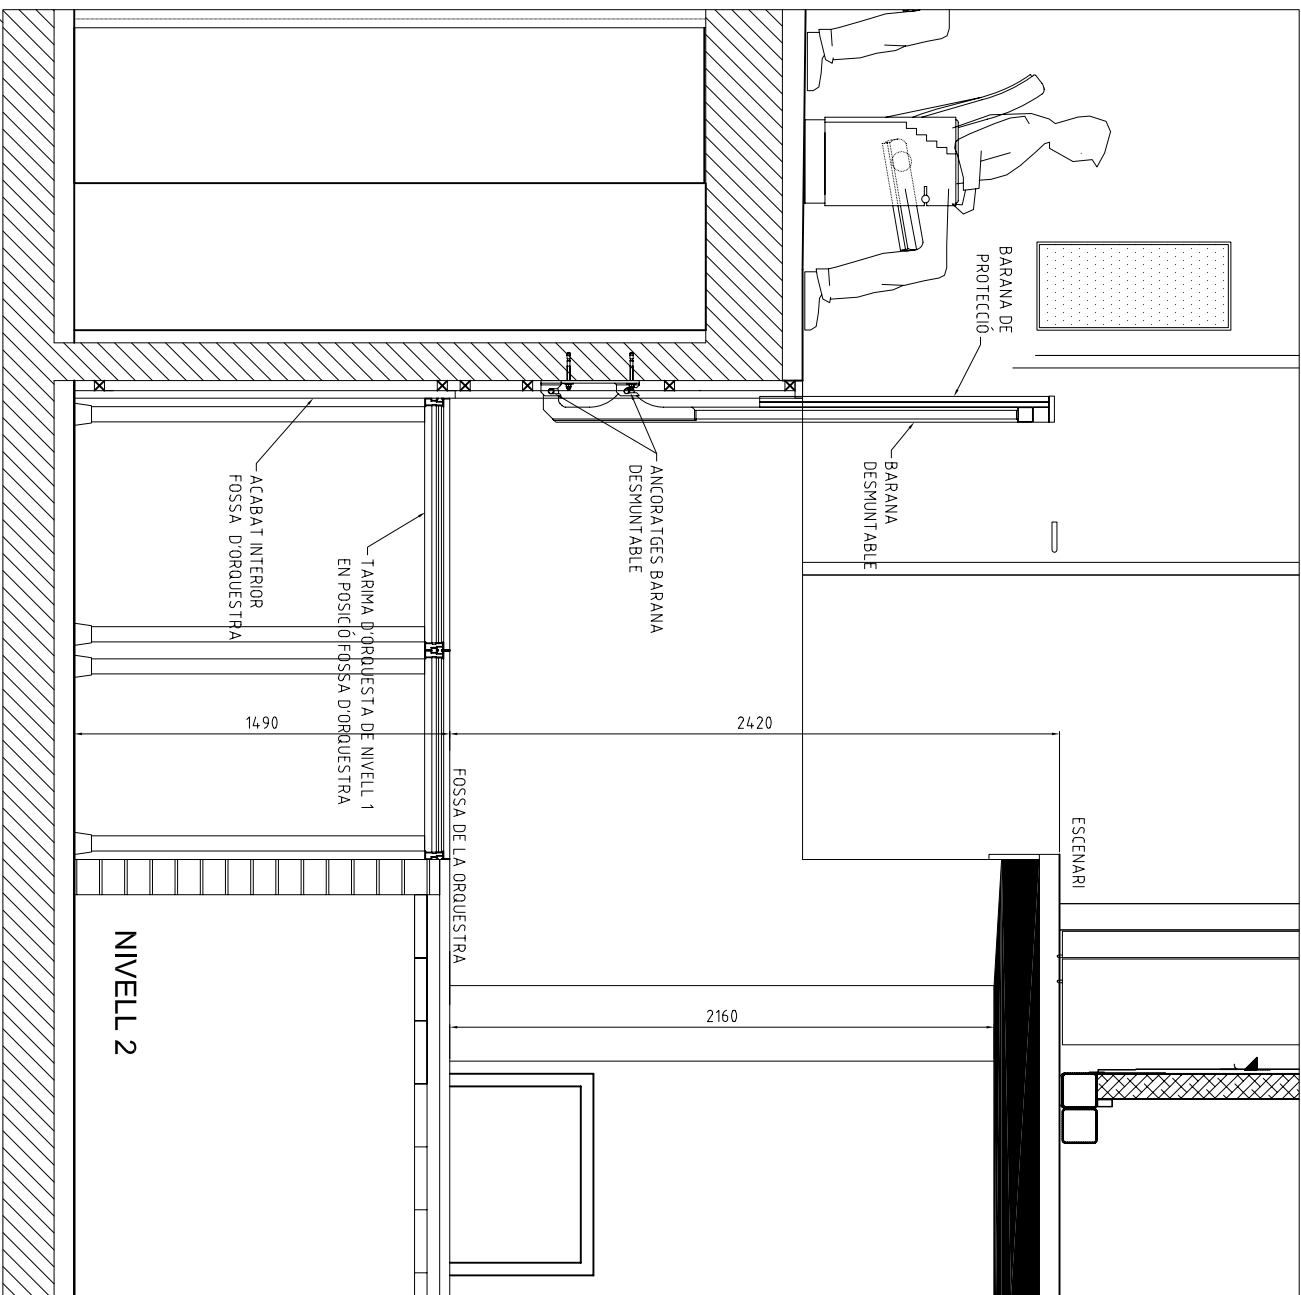 BARANA DE
PROTECCIÓ
BARANA
DESMUNTABLE
ANCORATGES BARANA
DESMUNTABLE
ACABAT INTERIOR
FOSSA D'ORQUESTRA
TARIMA D'ORQUESTA DE NIVELL 1
EN POSICIÓ FOSSA D'ORQUESTRA
1490
2420
ESCENARI
FOSSA DE LA ORQUESTRA
2160
NIVELL 2